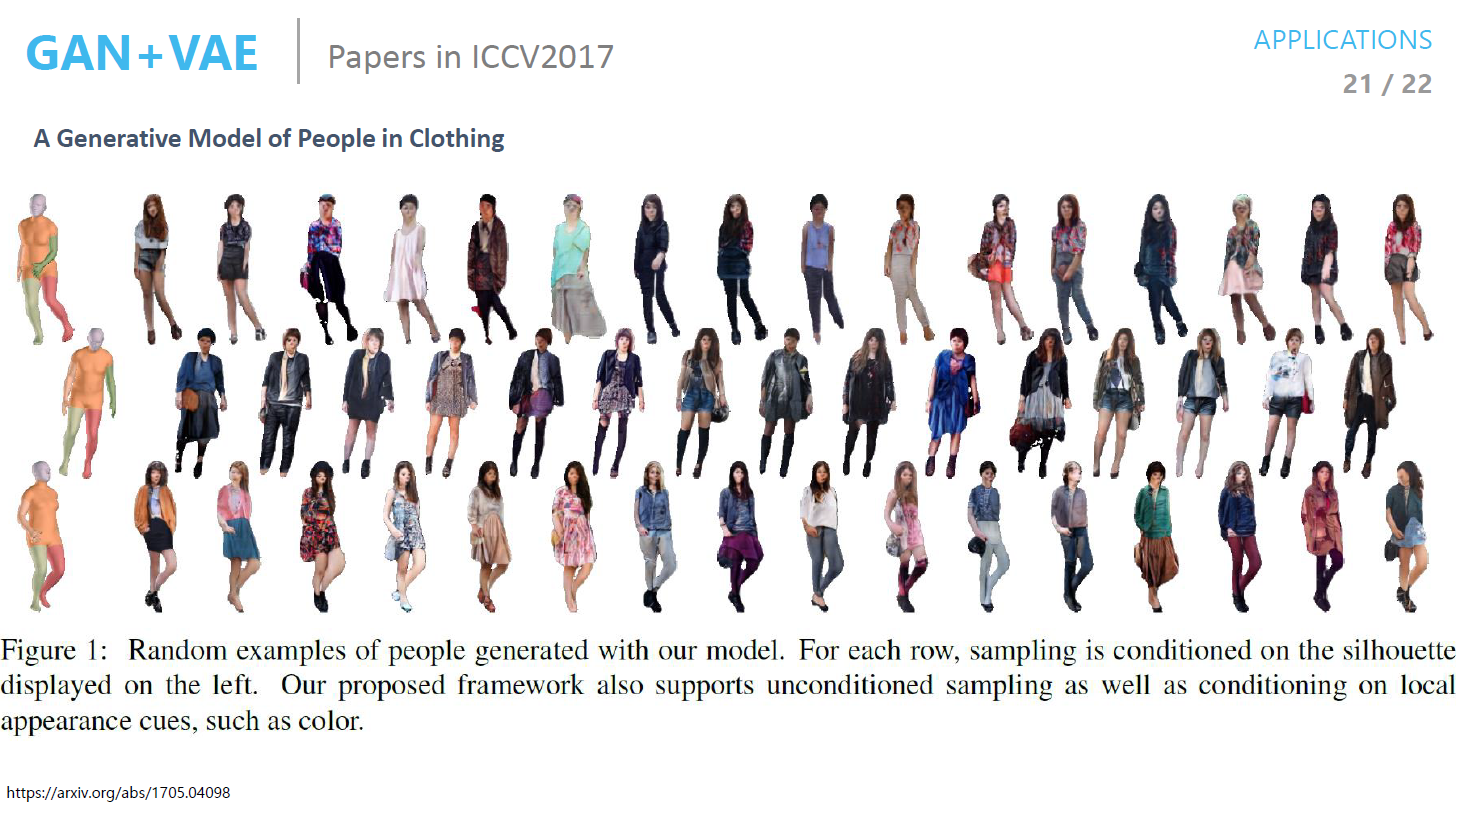 GAN+VAE
Papers in ICCV2017
APPLICATIONS
21 / 22
A Generative Model of People in Clothing
Figure 1: Random examples of people generated with our model. For each row, sampling is conditioned on the silhouette
displayed on the left. Our proposed framework also supports unconditioned sampling as well as conditioning on local
appearance cues, such as color.
https://arxiv.org/abs/1705.04098